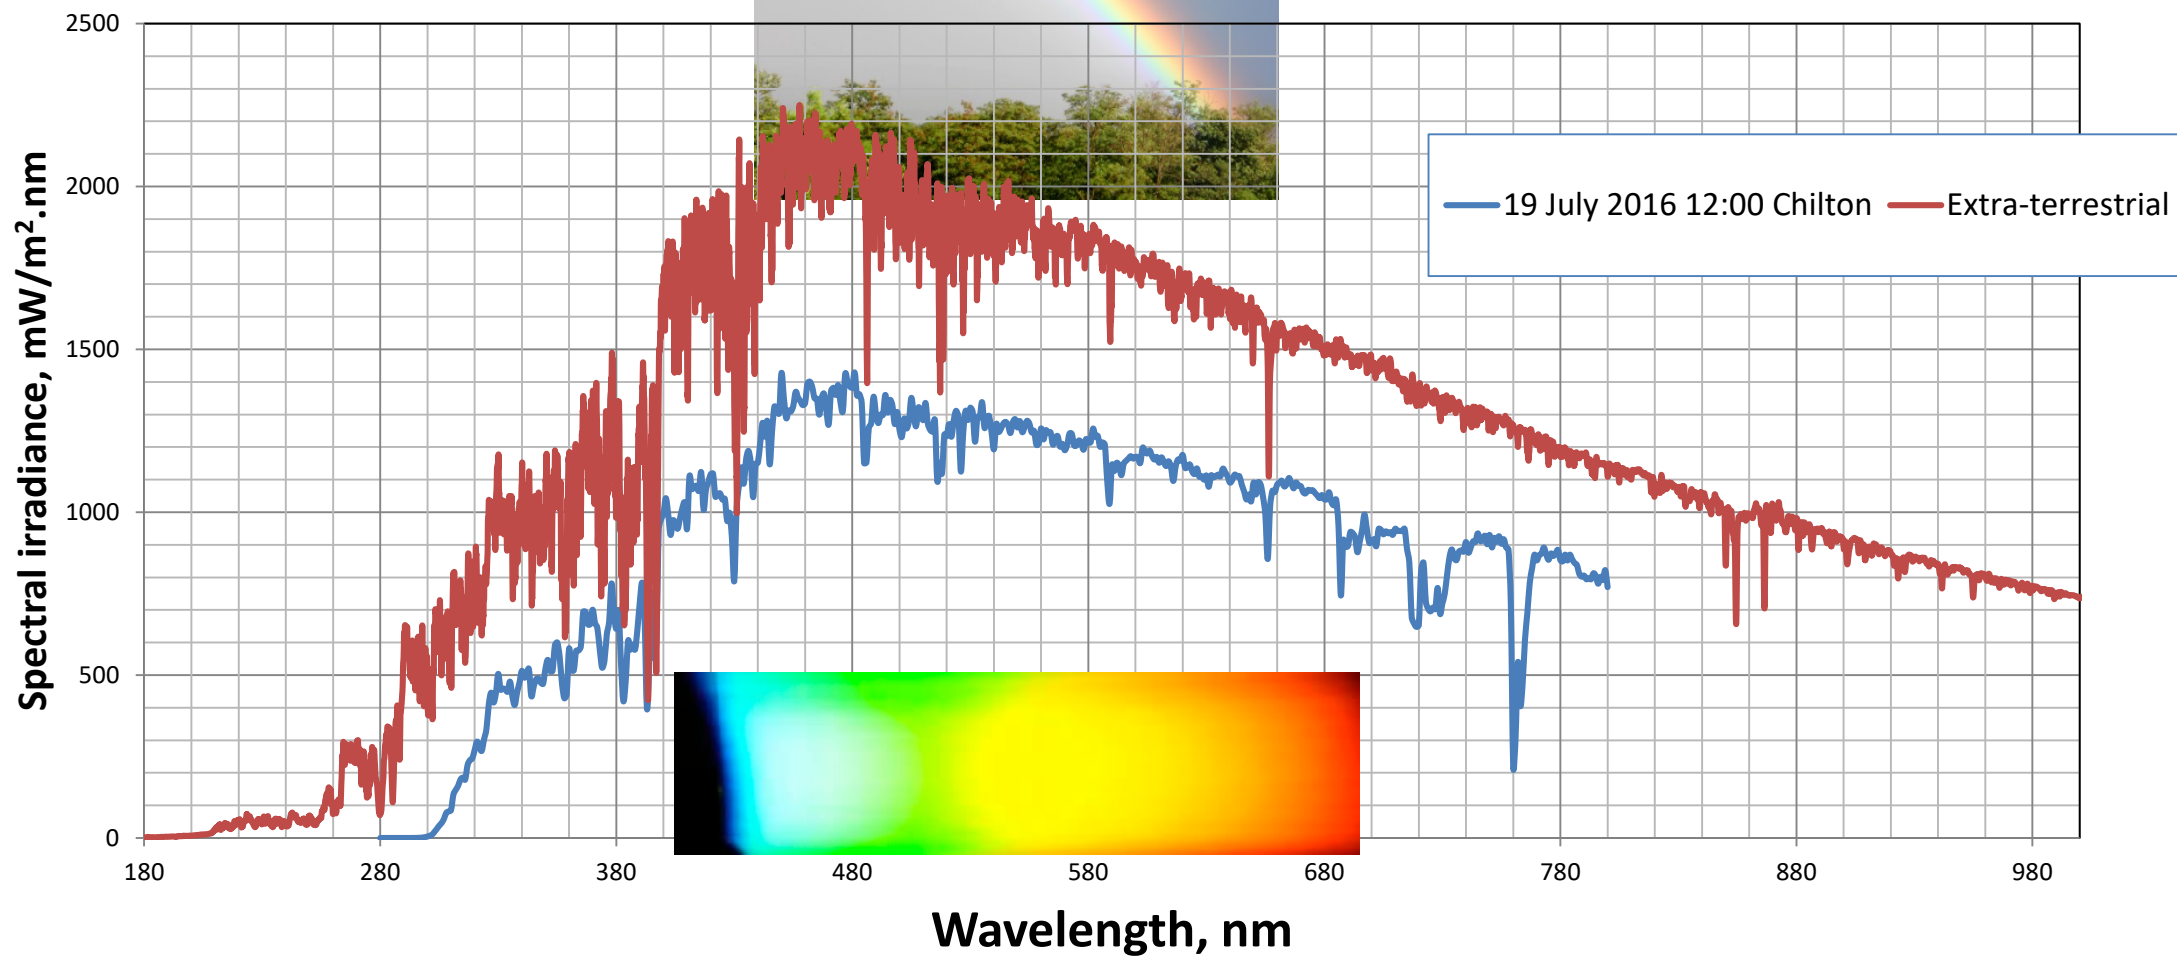 2500
2000
1500
1000
500
0
Spectral irradiance, mW/m².nm
19 July 2016 12:00 Chilton Extra-terrestrial
180 280 380 480 580 680 780 880 980
Wavelength, nm